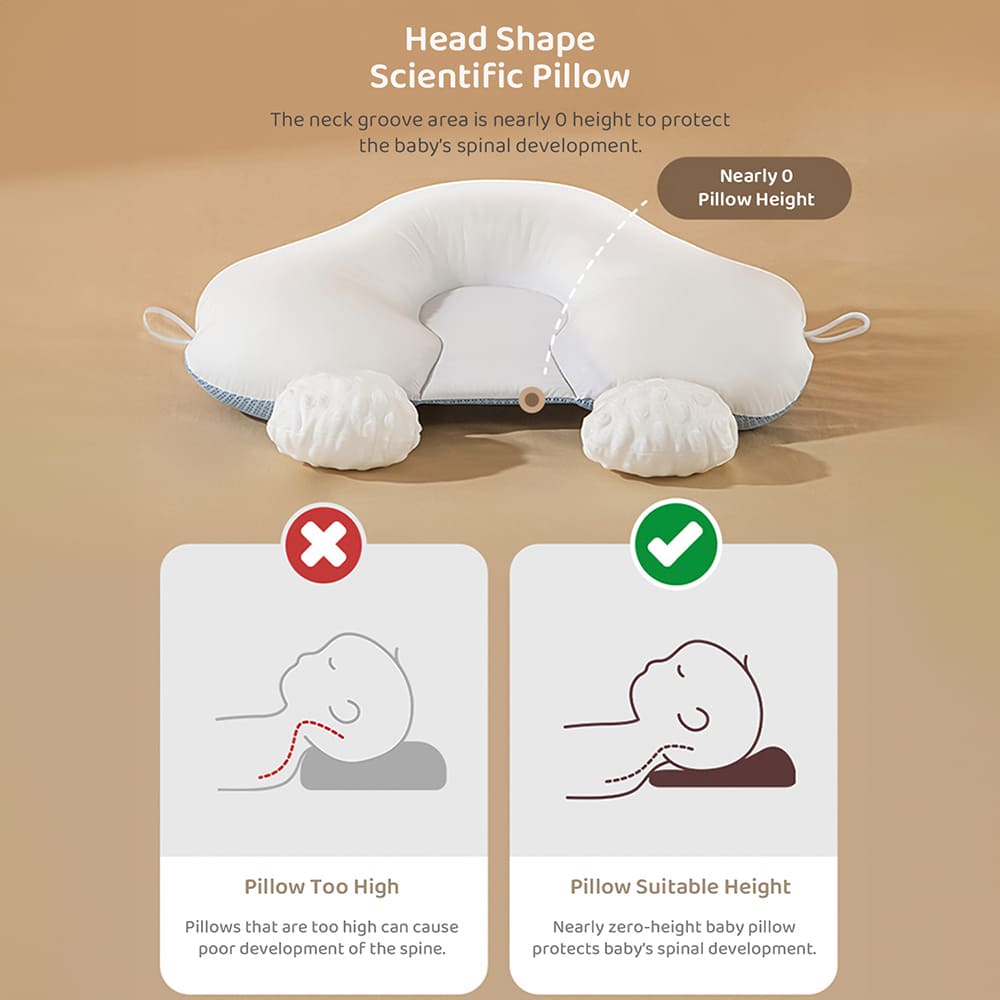 Head Shape
Scientific Pillow
The neck groove area is nearly 0 height to protect
the baby's spinal development.
Nearly 0
Pillow Height
Pillow Too High
Pillows that are too high can cause
poor development of the spine.
Pillow Suitable Height
Nearly zero-height baby pillow
protects baby's spinal development.